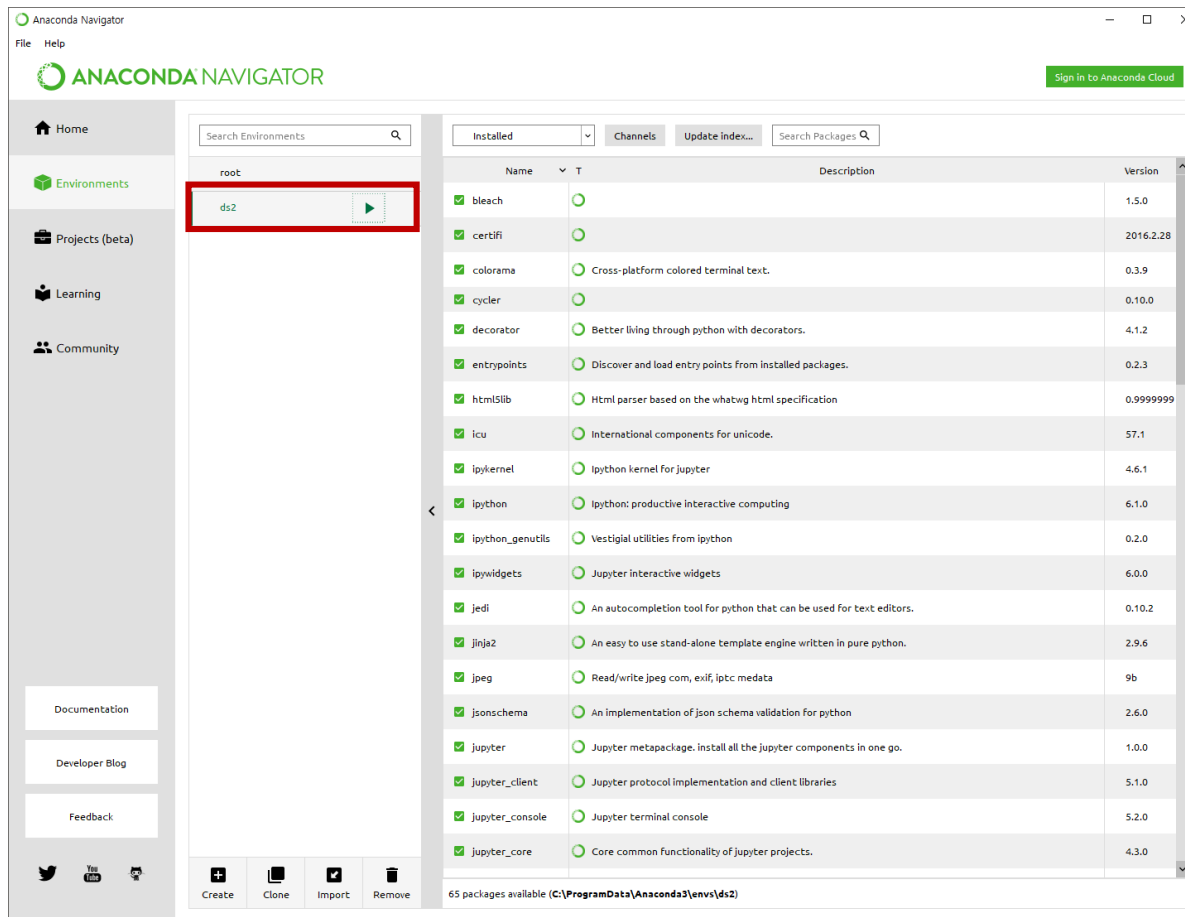 Anaconda Navigator
File Help
ANACONDA NAVIGATOR
Sign in to Anaconda Cloud
Home
Environments
Projects (beta)
Learning
Community
Documentation
Developer Blog
Feedback
You Tube
Search Environments
root
ds2
Create Clone Import Remove
Installed Channels Update index... Search Packages
Name T Description Version
bleach 1.5.0
certifi 2016.2.28
colorama Cross-platform colored terminal text. 0.3.9
cycler 0.10.0
decorator Better living through python with decorators. 4.1.2
entrypoints Discover and load entry points from installed packages. 0.2.3
html5lib Html parser based on the whatwg html specification 0.9999999
icu International components for unicode. 57.1
ipykernel Ipython kernel for jupyter 4.6.1
ipython Ipython: productive interactive computing 6.1.0
ipython_genutils Vestigial utilities from ipython 0.2.0
ipywidgets Jupyter interactive widgets 6.0.0
jedi An autocompletion tool for python that can be used for text editors. 0.10.2
jinja2 An easy to use stand-alone template engine written in pure python. 2.9.6
jpeg Read/write jpeg com, exif, iptc medata 9b
jsonschema An implementation of json schema validation for python 2.6.0
jupyter Jupyter metapackage. install all the jupyter components in one go. 1.0.0
jupyter_client Jupyter protocol implementation and client libraries 5.1.0
jupyter_console Jupyter terminal console 5.2.0
jupyter_core Core common functionality of jupyter projects. 4.3.0
65 packages available (C:\ProgramData\Anaconda3\envs\ds2)